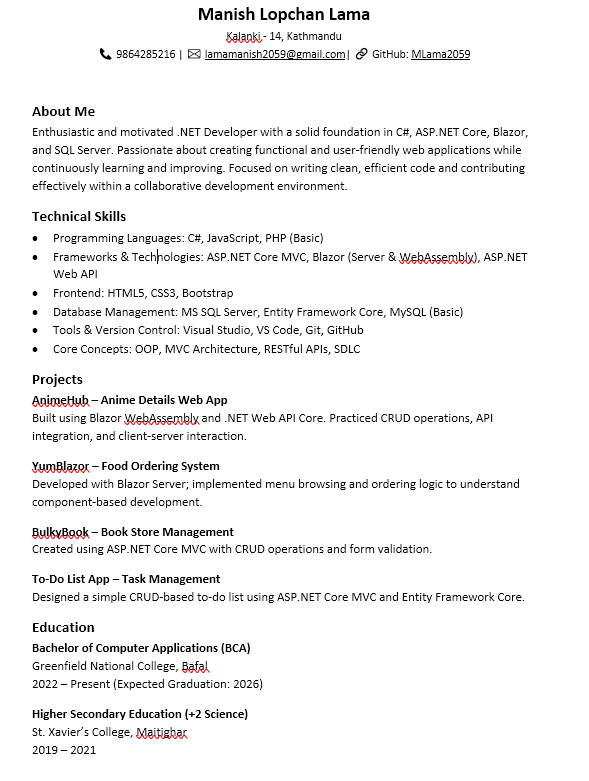 Manish Lopchan Lama
Kalanki - 14, Kathmandu
9864285216 | lamamanish2059@gmail.com | GitHub: MLama2059
About Me
Enthusiastic and motivated .NET Developer with a solid foundation in C#, ASP.NET Core, Blazor,
and SQL Server. Passionate about creating functional and user-friendly web applications while
continuously learning and improving. Focused on writing clean, efficient code and contributing
effectively within a collaborative development environment.
Technical Skills
• Programming Languages: C#, JavaScript, PHP (Basic)
• Frameworks & Technologies: ASP.NET Core MVC, Blazor (Server & WebAssembly), ASP.NET
Web API
• Frontend: HTML5, CSS3, Bootstrap
• Database Management: MS SQL Server, Entity Framework Core, MySQL (Basic)
• Tools & Version Control: Visual Studio, VS Code, Git, GitHub
• Core Concepts: OOP, MVC Architecture, RESTful APIs, SDLC
Projects
AnimeHub – Anime Details Web App
Built using Blazor WebAssembly and .NET Web API Core. Practiced CRUD operations, API
integration, and client-server interaction.
YumBlazor – Food Ordering System
Developed with Blazor Server; implemented menu browsing and ordering logic to understand
component-based development.
BulkyBook – Book Store Management
Created using ASP.NET Core MVC with CRUD operations and form validation.
To-Do List App – Task Management
Designed a simple CRUD-based to-do list using ASP.NET Core MVC and Entity Framework Core.
Education
Bachelor of Computer Applications (BCA)
Greenfield National College, Bafal
2022 – Present (Expected Graduation: 2026)
Higher Secondary Education (+2 Science)
St. Xavier's College, Maitighar
2019 – 2021